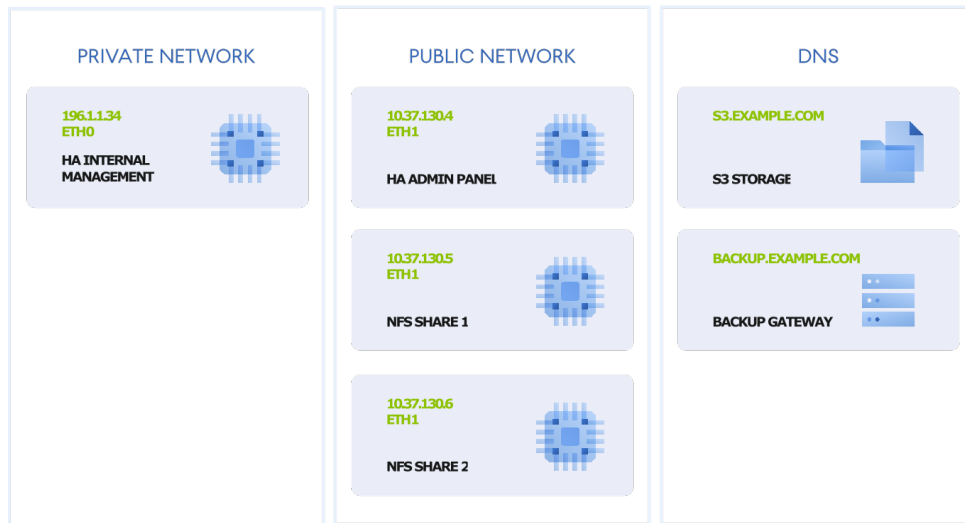 PRIVATE NETWORK
196.1.1.34
ETH0
HA INTERNAL
MANAGEMENT
PUBLIC NETWORK
10.37.130.4
ETH1
HA ADMIN PANEL
10.37.130.5
ETH1
NFS SHARE 1
10.37.130.6
ETH1
NFS SHARE 2
DNS
S3.EXAMPLE.COM
S3 STORAGE
BACKUP.EXAMPLE.COM
BACKUP GATEWAY